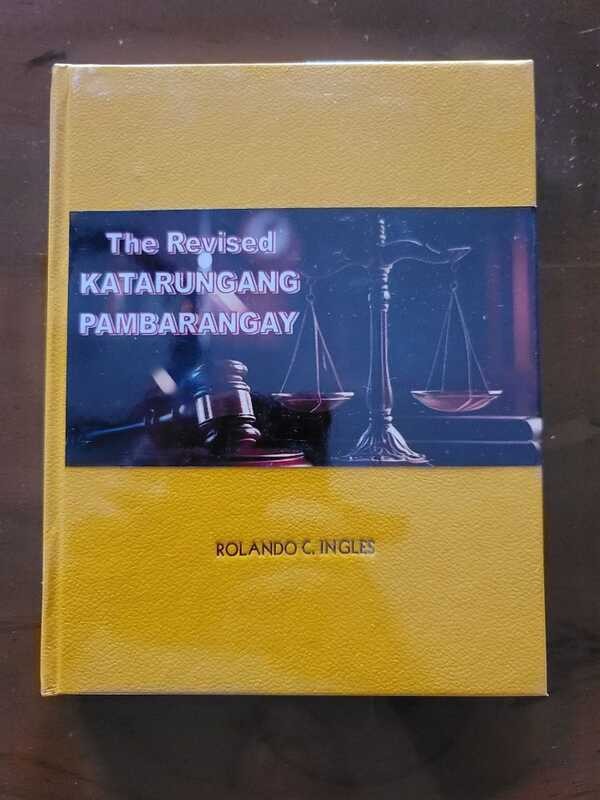 The Revised
KATARUNGANG
PAMBARANGAY
ROLANDO C. INGLES